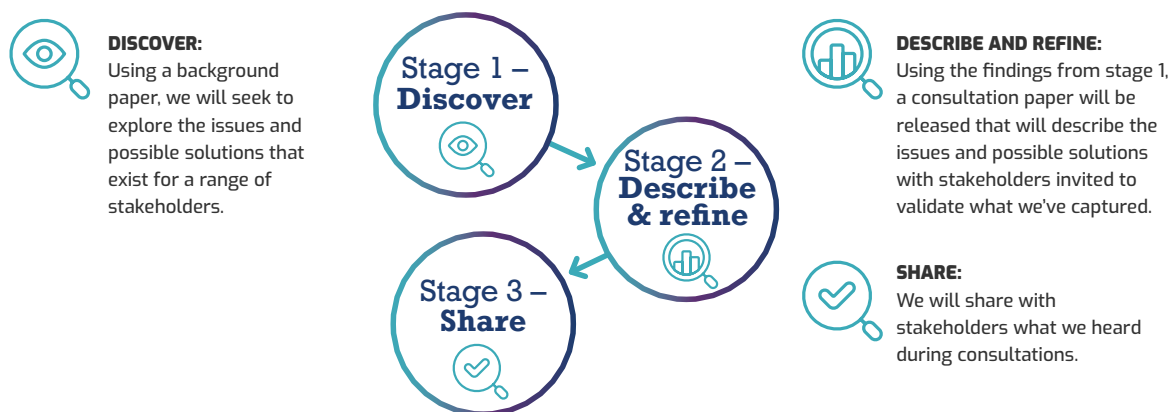 DISCOVER:
Using a background
paper, we will seek to
explore the issues and
possible solutions that
exist for a range of
stakeholders.
Stage 1 –
Discover
Stage 2 –
Describe
& refine
Stage 3 –
Share
DESCRIBE AND REFINE:
Using the findings from stage 1,
a consultation paper will be
released that will describe the
issues and possible solutions
with stakeholders invited to
validate what we’ve captured.
SHARE:
We will share with
stakeholders what we heard
during consultations.